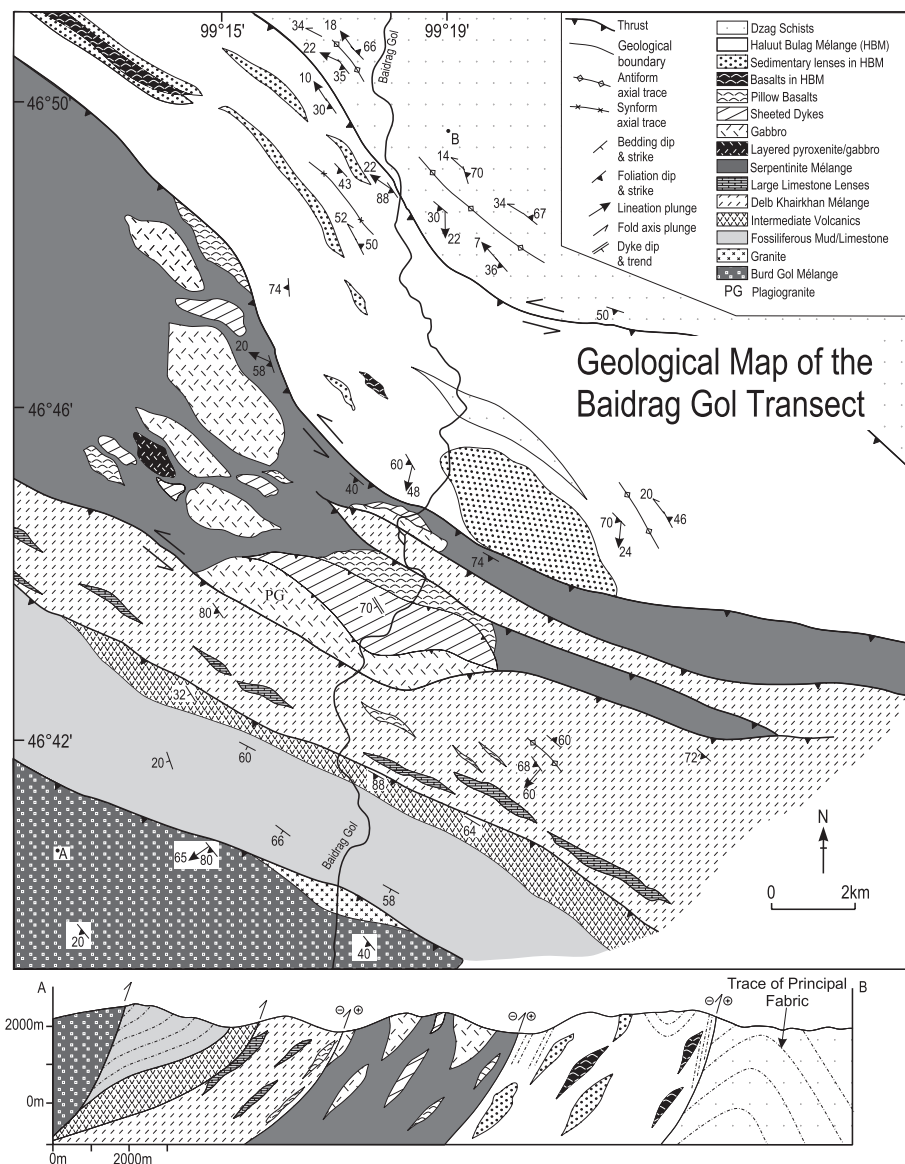 99°15'
99°19'
46°50'
46°46'
46°42'
Baidrag Gol
Baidrag Gol
Thrust
Geological
boundary
Antiform
axial trace
Synform
axial trace
Bedding dip
& strike
Foliation dip
& strike
Lineation plunge
Fold axis plunge
Dyke dip
& trend
Dzag Schists
Haluut Bulag Mélange (HBM)
Sedimentary lenses in HBM
Basalts in HBM
Pillow Basalts
Sheeted Dykes
Gabbro
Layered pyroxenite/gabbro
Serpentinite Mélange
Large Limestone Lenses
Delb Khairkhan Mélange
Intermediate Volcanics
Fossiliferous Mud/Limestone
Granite
Burd Gol Mélange
PG Plagiogranite
Geological Map of the
Baidrag Gol Transect
34 18
22 66
35
10
30
B
14 70
22
43 88
34
30 67
52
50 22 7
36
74
50
20
58
60
40 48
20
70 46
24
74
PG
70
80
32
60
20 60
68
60
72
58
64
66
A
65 80
58
20
40
N
0 2km
A
B
Trace of Principal
Fabric
2000m
0m
0m 2000m